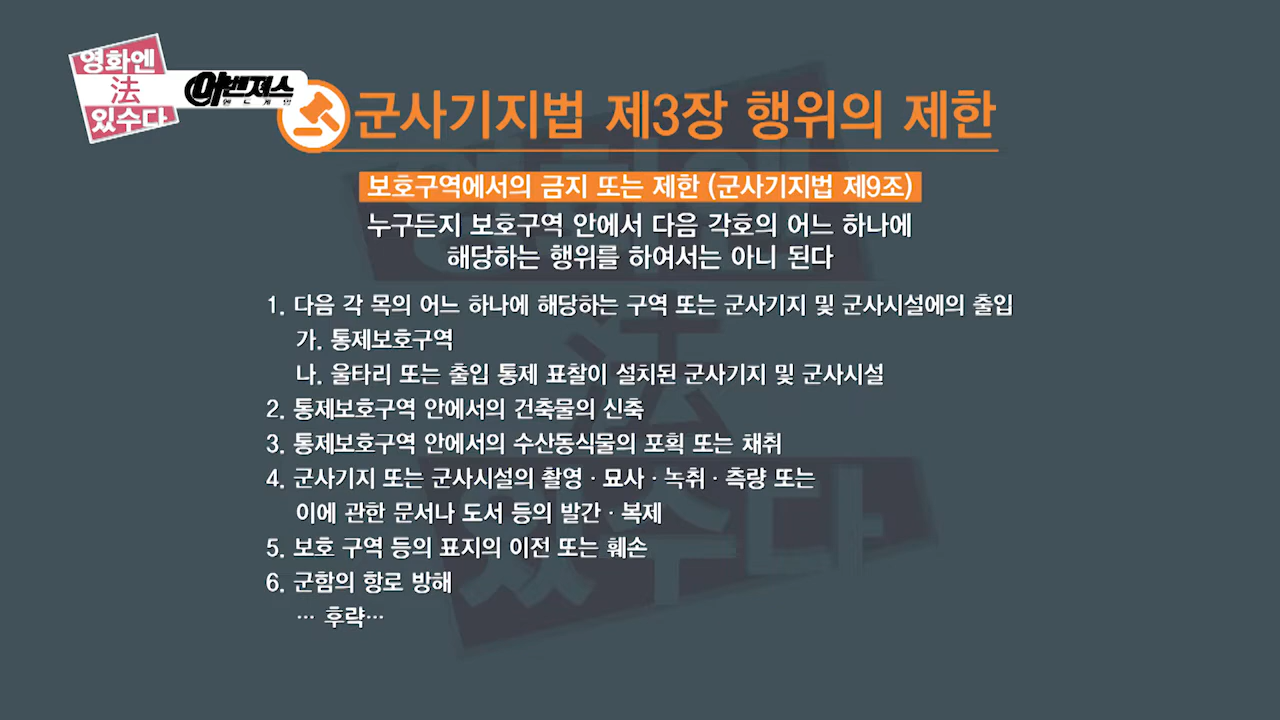 영화엔
法
있수다
어벤져스
엔드게임
군사기지법 제3장 행위의 제한
보호구역에서의 금지 또는 제한 (군사기지법 제9조)
누구든지 보호구역 안에서 다음 각호의 어느 하나에
해당하는 행위를 하여서는 아니 된다
1. 다음 각 목의 어느 하나에 해당하는 구역 또는 군사기지 및 군사시설에의 출입
가. 통제보호구역
나. 울타리 또는 출입 통제 표찰이 설치된 군사기지 및 군사시설
2. 통제보호구역 안에서의 건축물의 신축
3. 통제보호구역 안에서의 수산동식물의 포획 또는 채취
4. 군사기지 또는 군사시설의 촬영 · 묘사 · 녹취 · 측량 또는
이에 관한 문서나 도서 등의 발간 · 복제
5. 보호 구역 등의 표지의 이전 또는 훼손
6. 군함의 항로 방해
… 후략…